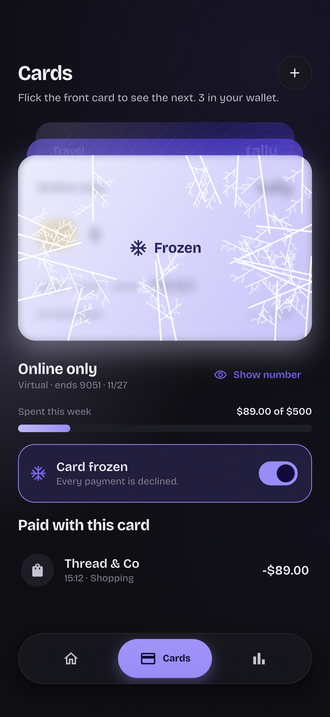 Cards
Flick the front card to see the next. 3 in your wallet.
Travel
tally
Frozen
Online only
Virtual · ends 9051 · 11/27
Show number
Spent this week
$89.00 of $500
Card frozen
Every payment is declined.
Paid with this card
Thread & Co
15:12 · Shopping
-$89.00
Cards